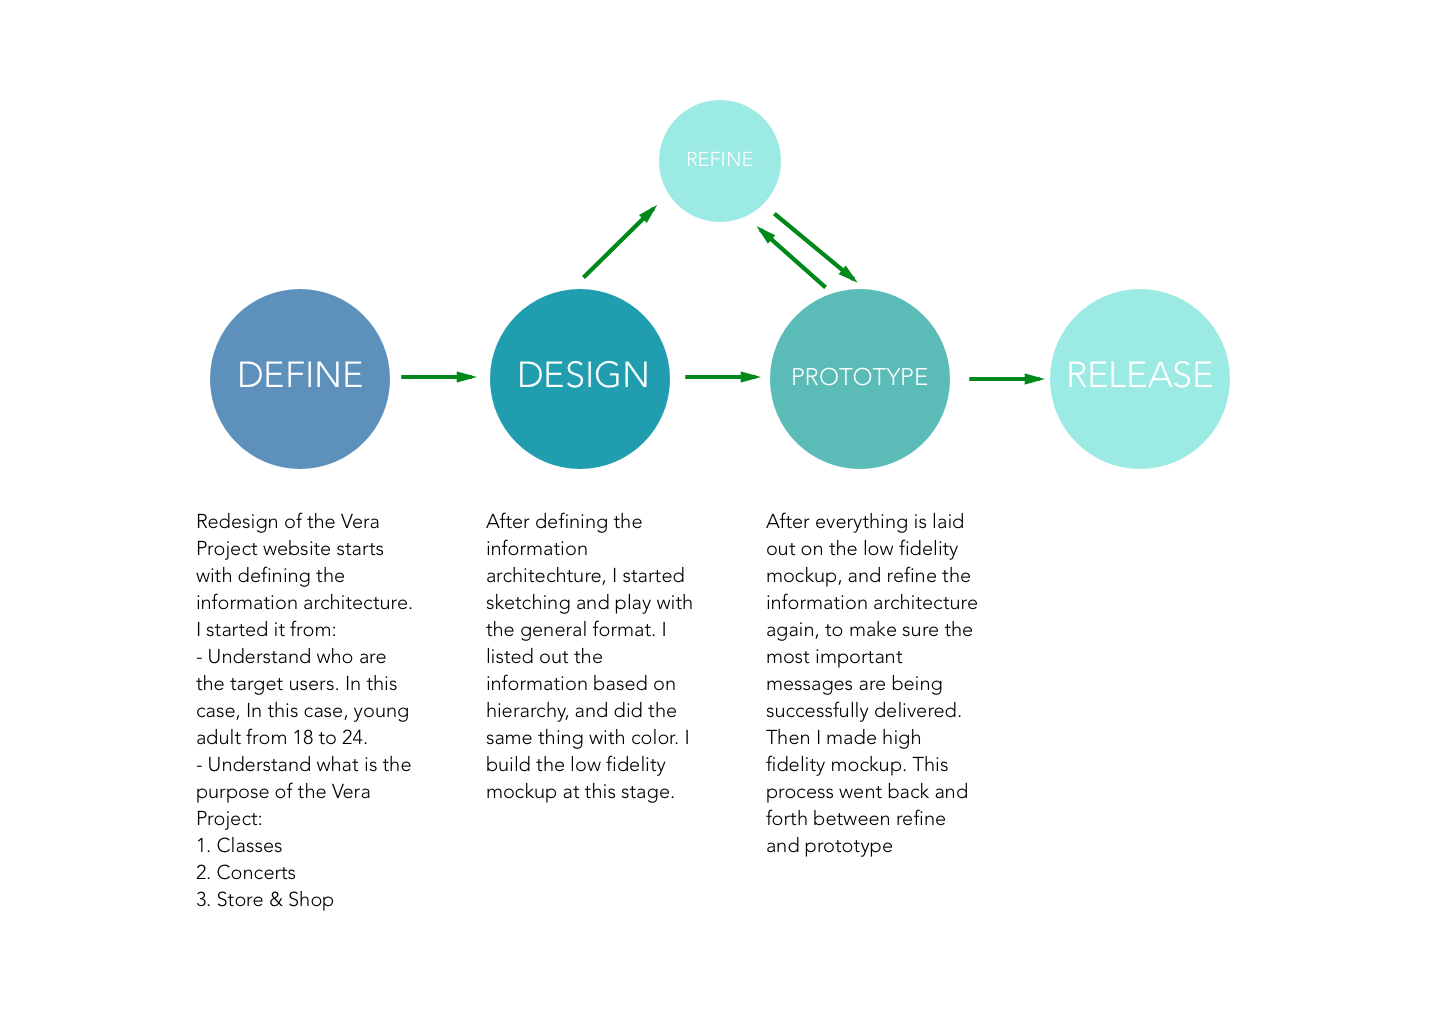 REFINE
DEFINE
DESIGN
PROTOTYPE
RELEASE
Redesign of the Vera
Project website starts
with defining the
information architecture.
I started it from:
- Understand who are
the target users. In this
case, In this case, young
adult from 18 to 24.
- Understand what is the
purpose of the Vera
Project:
1. Classes
2. Concerts
3. Store & Shop
After defining the
information
architechture, I started
sketching and play with
the general format. I
listed out the
information based on
hierarchy, and did the
same thing with color. I
build the low fidelity
mockup at this stage.
After everything is laid
out on the low fidelity
mockup, and refine the
information architecture
again, to make sure the
most important
messages are being
successfully delivered.
Then I made high
fidelity mockup. This
process went back and
forth between refine
and prototype